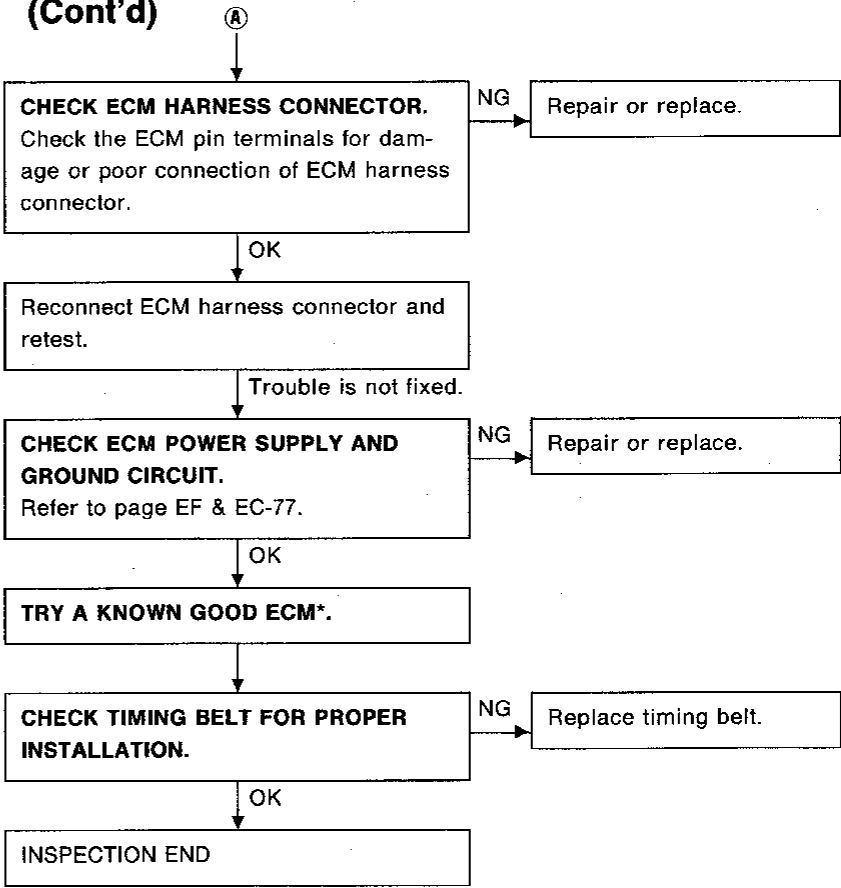 (Cont'd)
Ⓐ
CHECK ECM HARNESS CONNECTOR.
Check the ECM pin terminals for dam-
age or poor connection of ECM harness
connector.
NG
Repair or replace.
OK
Reconnect ECM harness connector and
retest.
Trouble is not fixed.
CHECK ECM POWER SUPPLY AND
GROUND CIRCUIT.
Refer to page EF & EC-77.
NG
Repair or replace.
OK
TRY A KNOWN GOOD ECM*.
CHECK TIMING BELT FOR PROPER
INSTALLATION.
NG
Replace timing belt.
OK
INSPECTION END